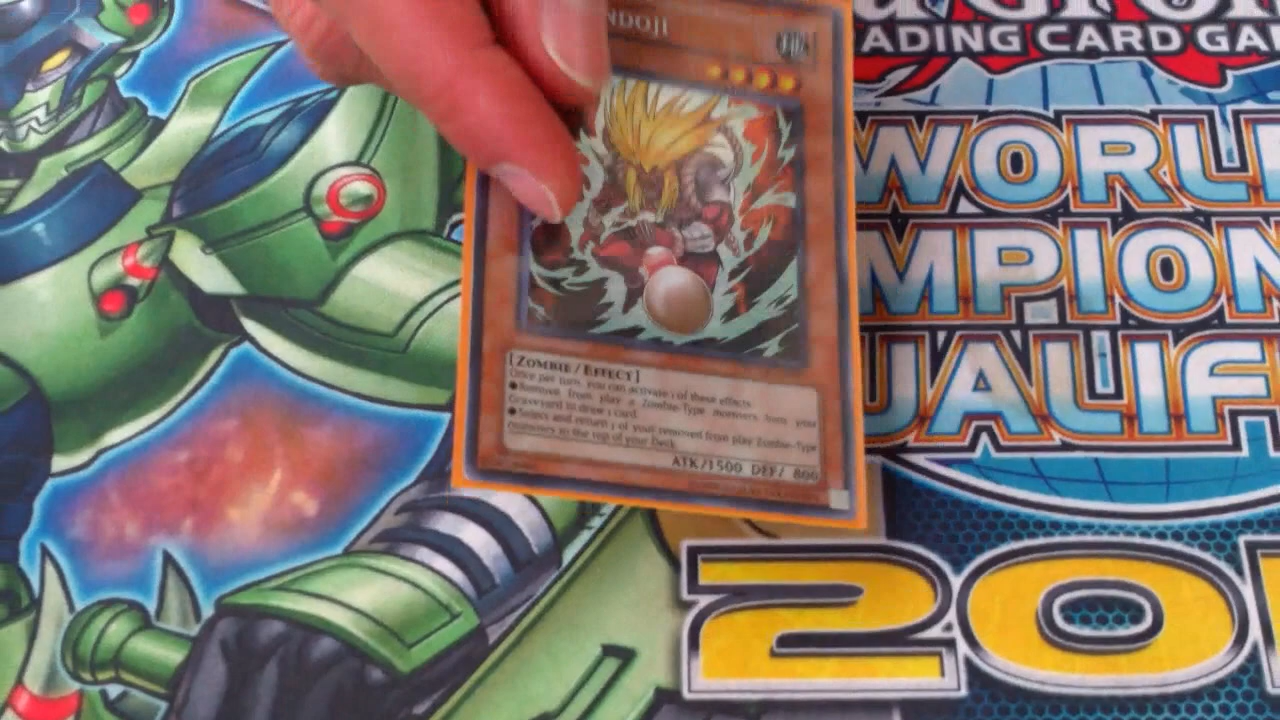 NDOJI
[ZOMBIE/EFFECT]
Once per turn, you can activate 1 of these effects.
●Remove from play 2 Zombie-Type monsters from your
Graveyard to draw 1 card.
●Select and return 1 of your removed from play Zombie-Type
monsters to the top of your Deck.
ATK/1500 DEF/ 800
ADING CARD GA
WORL
MPION
UALIF
20